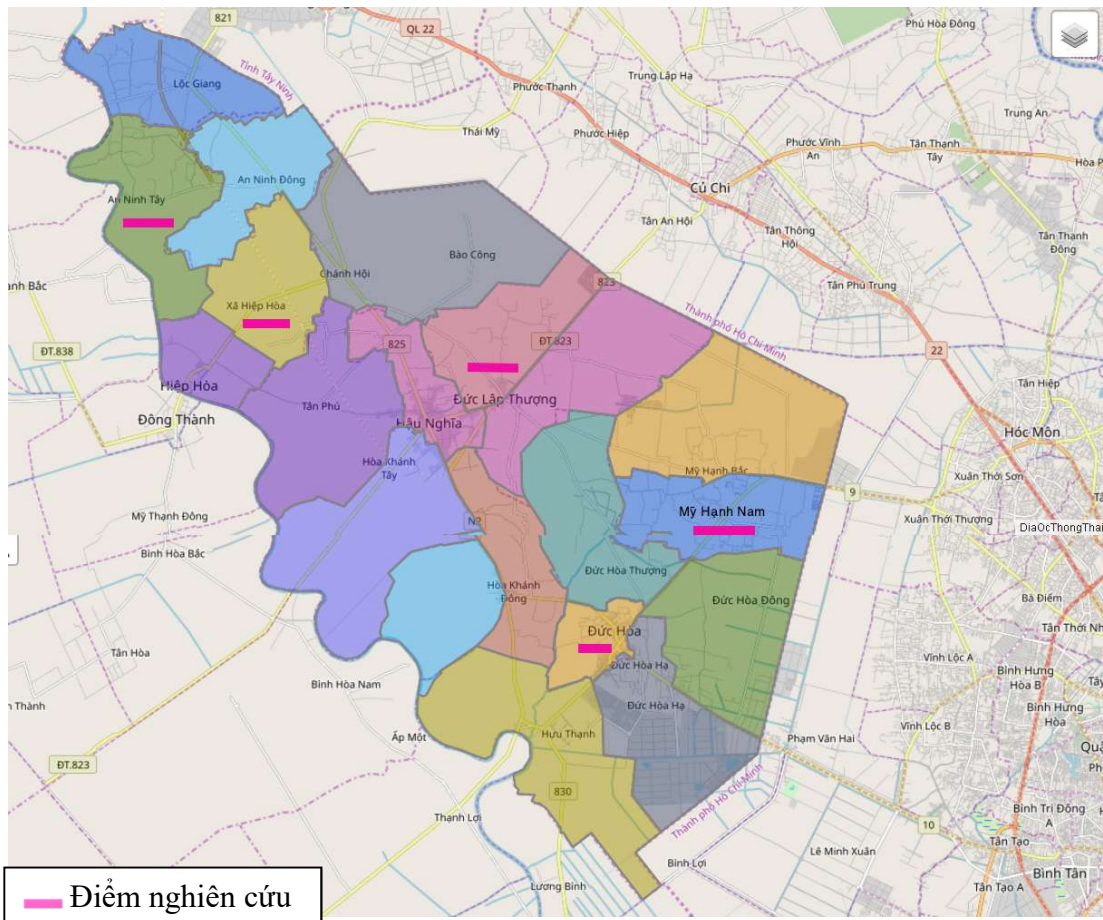 821
QL 22
Phú Hòa Đông
Lộc Giang
Tỉnh Tây Ninh
Trung Lập Hạ
Phước Thạnh
Trung An
Thái Mỹ
Phước Hiệp
Phước Vĩnh
An
Tân Thạnh
Tây
Hòa P
An Ninh Đông
Củ Chi
An Ninh Tây
Tân An Hội
Tân Thông
Hội
Tân Thạnh
Đông
Bào Công
Chánh Hội
anh Bắc
823
Tân Phú Trung
Xã Hiệp Hòa
Thành phố Hồ Chí Minh
ĐT.838
825
ĐT.823
22
Hiệp Hòa
Tân Hiệp
Đức Lập Thượng
Đông Thành
Tân Phú
Hậu Nghĩa
Hóc Môn
Hòa Khánh
Tây
Mỹ Hạnh Bắc
Xuân Thới Sơn
9
Mỹ Thạnh Đông
N2
Mỹ Hạnh Nam
Xuân Thới Thượng
DiaOcThongThai
Bình Hòa Bắc
Đức Hòa Thượng
Hòa Khánh
Đông
Đức Hòa Đông
Bà Điểm
Tân Thới Nh
Đức Hòa
Tân Hòa
Vĩnh Lộc A
Đức Hòa Hạ
Bình Hưng
Hòa B
Bình Hòa Nam
n Thành
Đức Hòa Hạ
Bình Hưng
Hòa
Vĩnh Lộc B
Ấp Một
Hựu Thạnh
Phạm Văn Hai
Quậ
ĐT.823
830
Thành phố Hồ Chí Minh
Thạnh Lợi
10
Bình Trị Đông
A
Tân Tạo
Lê Minh Xuân
Bình Lợi
Bình Tân
Lương Bình
Tân Tạo A
Điểm nghiên cứu